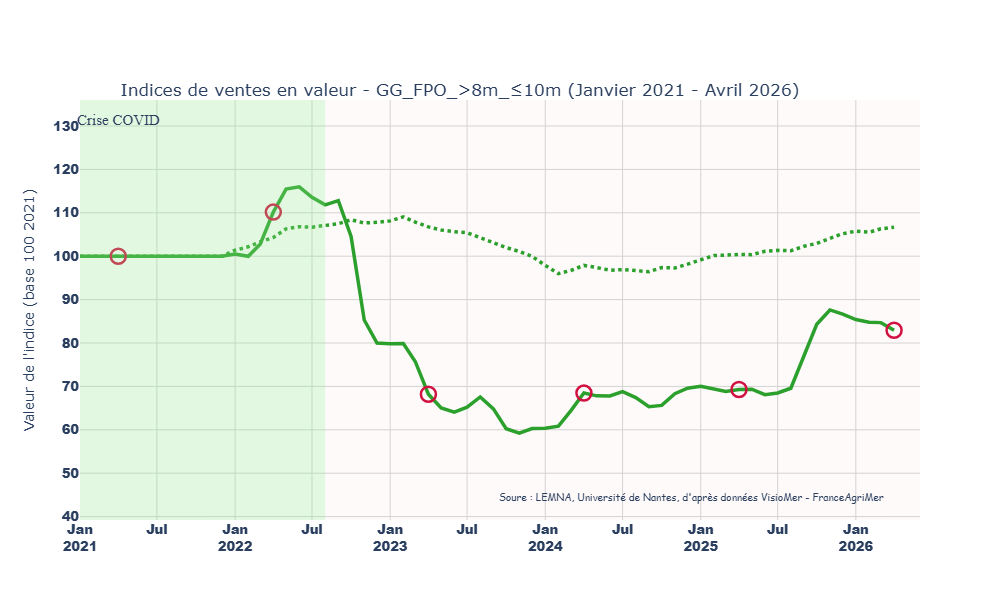 Indices de ventes en valeur - GG_FPO_>8m_≤10m (Janvier 2021 - Avril 2026)
Crise COVID
Valeur de l'indice (base 100 2021)
130
120
110
100
90
80
70
60
50
40
Soure : LEMNA, Université de Nantes, d'après données VisioMer - FranceAgriMer
Jan Jul Jan Jul Jan Jul Jan Jul Jan Jul Jan
2021 2022 2023 2024 2025 2026